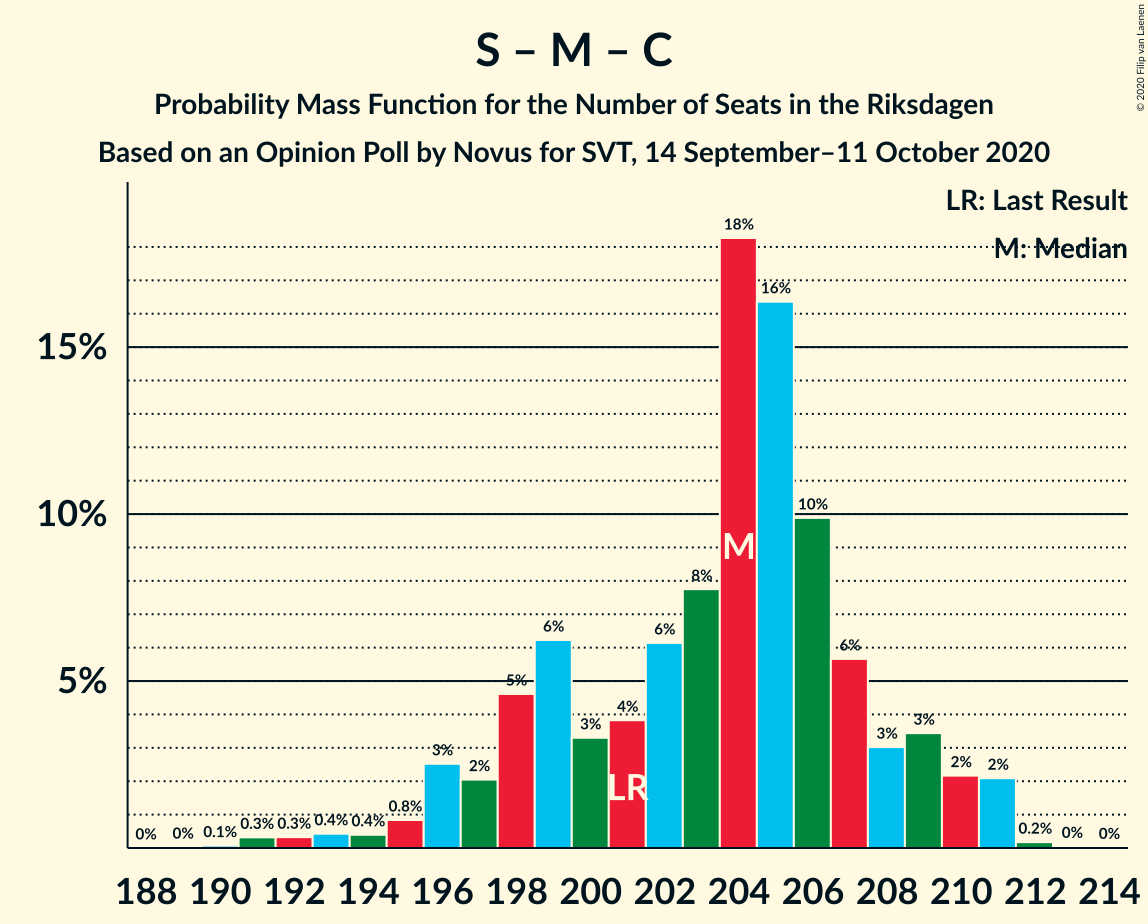 S – M – C
Probability Mass Function for the Number of Seats in the Riksdagen
Based on an Opinion Poll by Novus for SVT, 14 September–11 October 2020
© 2020 Filip van Laenen
LR: Last Result
M: Median
15%
10%
5%
0% 0% 0.1% 0.3% 0.3% 0.4% 0.4% 0.8% 3% 2% 5% 6% 3% 4% 6% 8% 18% 16% 10% 6% 3% 3% 2% 2% 0.2% 0% 0%
M
LR
188 190 192 194 196 198 200 202 204 206 208 210 212 214